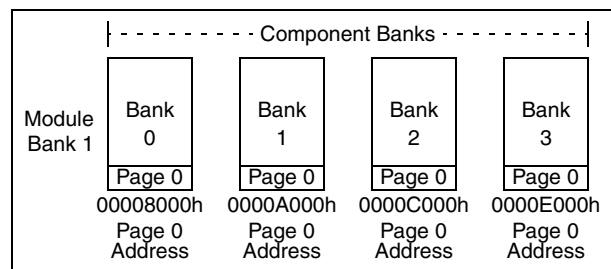 Component Banks
Module
Bank 1
Bank
0
Bank
1
Bank
2
Bank
3
Page 0
Page 0
Page 0
Page 0
00008000h
0000A000h
0000C000h
0000E000h
Page 0
Address
Page 0
Address
Page 0
Address
Page 0
Address